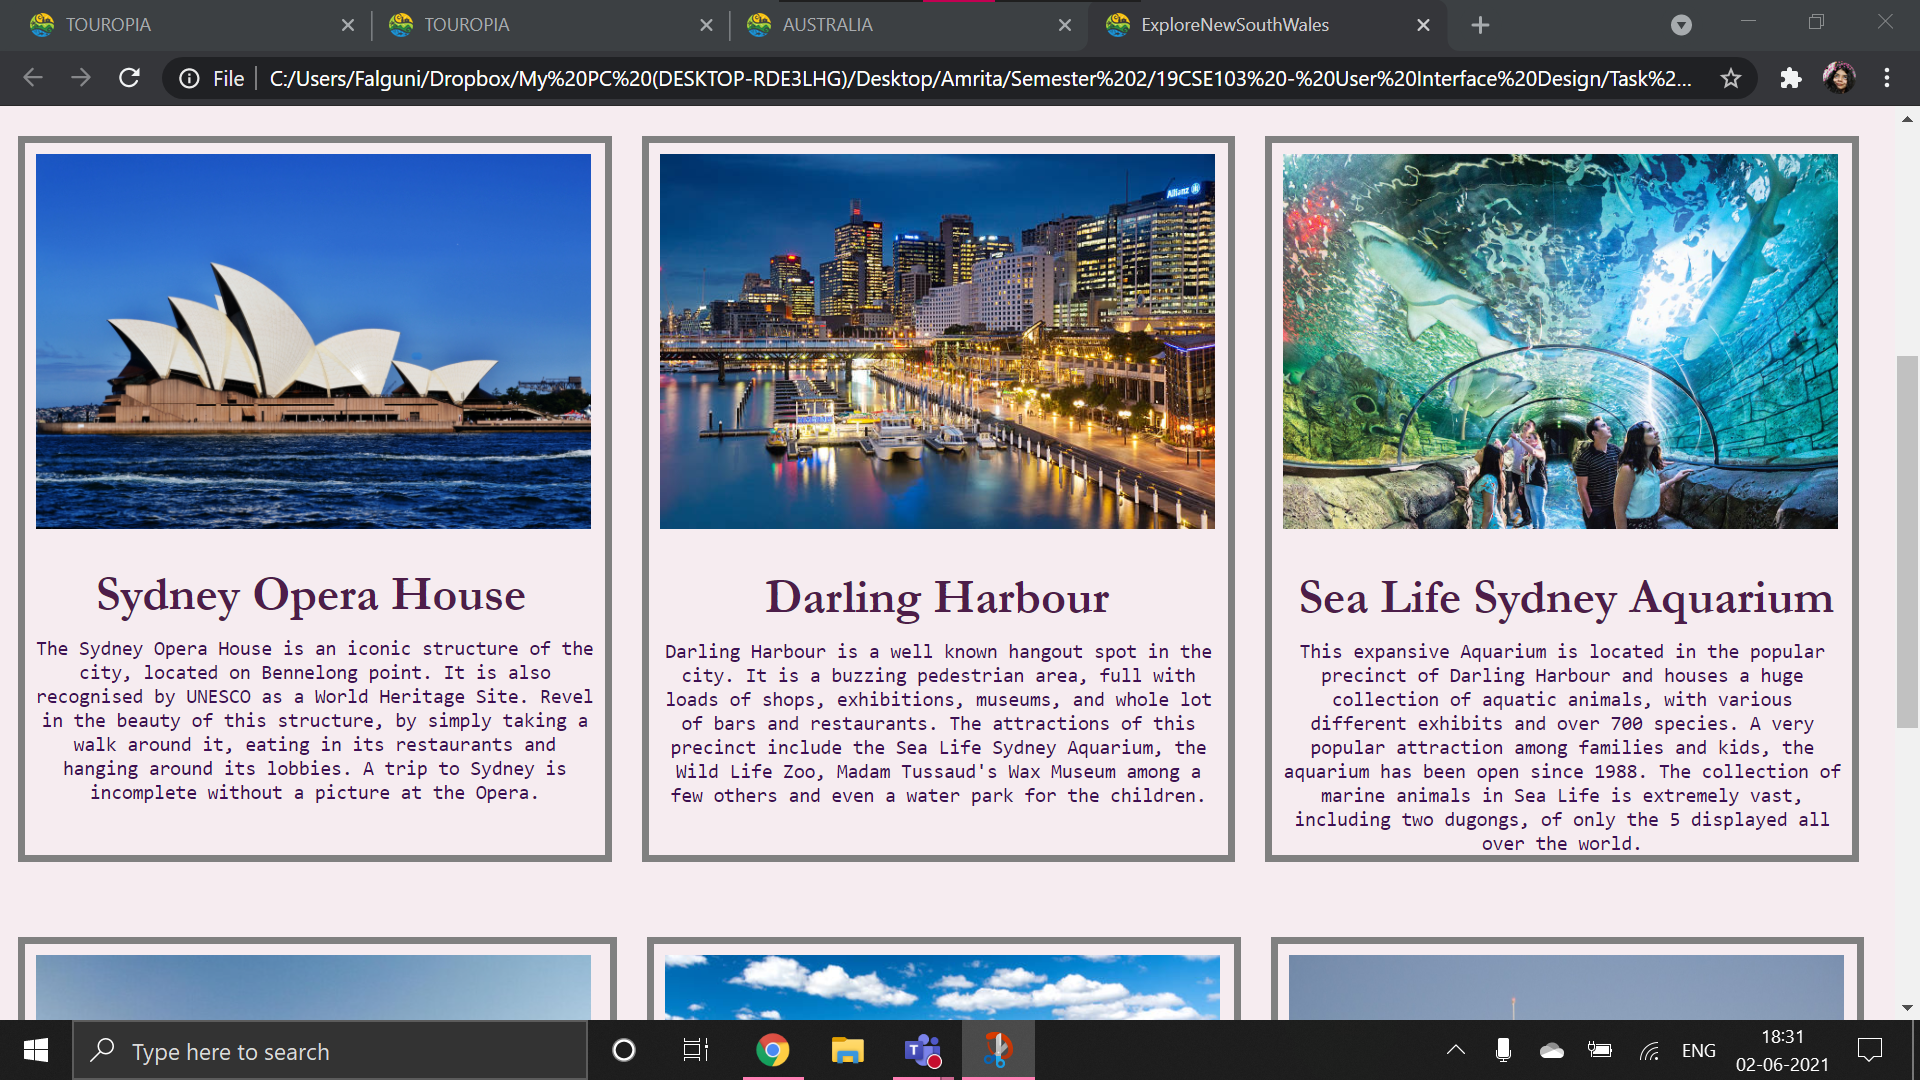 TOUROPIA
TOUROPIA
AUSTRALIA
ExploreNewSouthWales
File
C:/Users/Falguni/Dropbox/My%20PC%20(DESKTOP-RDE3LHG)/Desktop/Amrita/Semester%202/19CSE103%20-%20User%20Interface%20Design/Task%2...
Allianz
Sydney Opera House
The Sydney Opera House is an iconic structure of the
city, located on Bennelong point. It is also
recognised by UNESCO as a World Heritage Site. Revel
in the beauty of this structure, by simply taking a
walk around it, eating in its restaurants and
hanging around its lobbies. A trip to Sydney is
incomplete without a picture at the Opera.
Darling Harbour
Darling Harbour is a well known hangout spot in the
city. It is a buzzing pedestrian area, full with
loads of shops, exhibitions, museums, and whole lot
of bars and restaurants. The attractions of this
precinct include the Sea Life Sydney Aquarium, the
Wild Life Zoo, Madam Tussaud's Wax Museum among a
few others and even a water park for the children.
Sea Life Sydney Aquarium
This expansive Aquarium is located in the popular
precinct of Darling Harbour and houses a huge
collection of aquatic animals, with various
different exhibits and over 700 species. A very
popular attraction among families and kids, the
aquarium has been open since 1988. The collection of
marine animals in Sea Life is extremely vast,
including two dugongs, of only the 5 displayed all
over the world.
Type here to search
ENG
18:31
02-06-2021